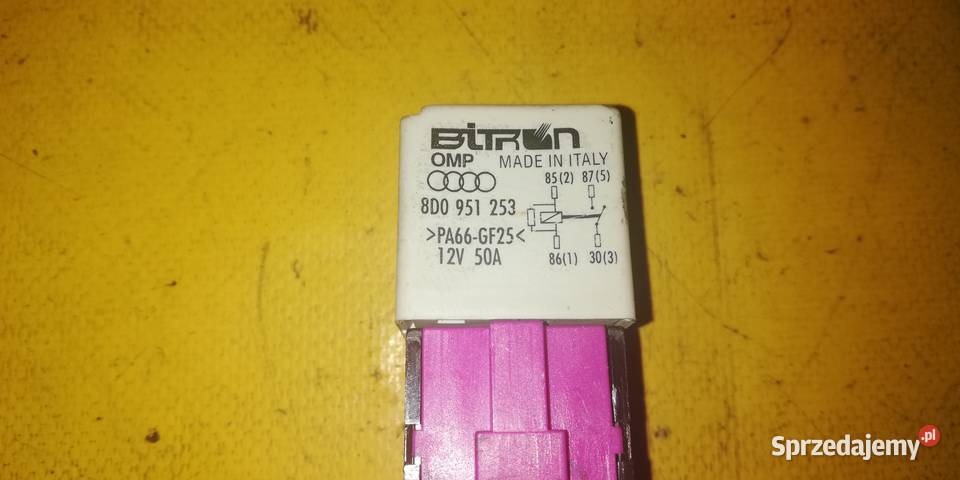 BITRON
OMP MADE IN ITALY
85(2) 87(5)
8D0 951 253
>PA66-GF25<
12V 50A
86(1) 30(3)
Sprzedajemy.pl